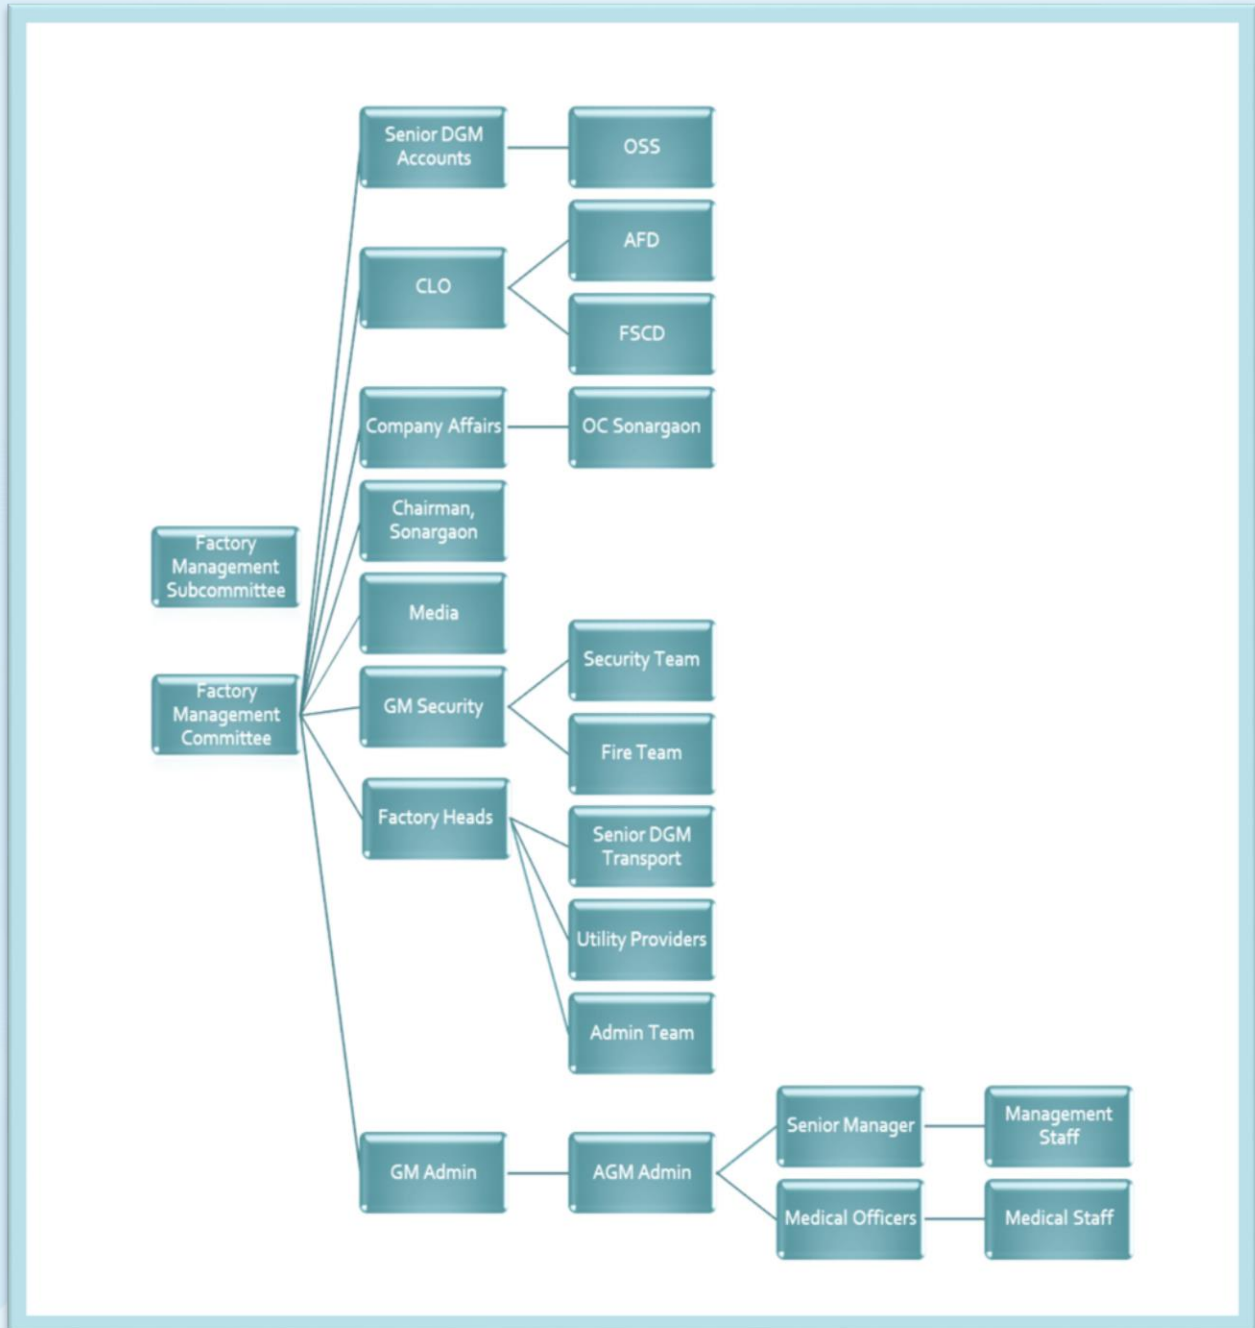 Senior DGM
Accounts
OSS
CLO
AFD
FSCD
Company Affairs
OC Sonargaon
Chairman,
Sonargaon
Factory
Management
Subcommittee
Media
Factory
Management
Committee
GM Security
Security Team
Fire Team
Factory Heads
Senior DGM
Transport
Utility Providers
Admin Team
GM Admin
AGM Admin
Senior Manager
Management
Staff
Medical Officers
Medical Staff